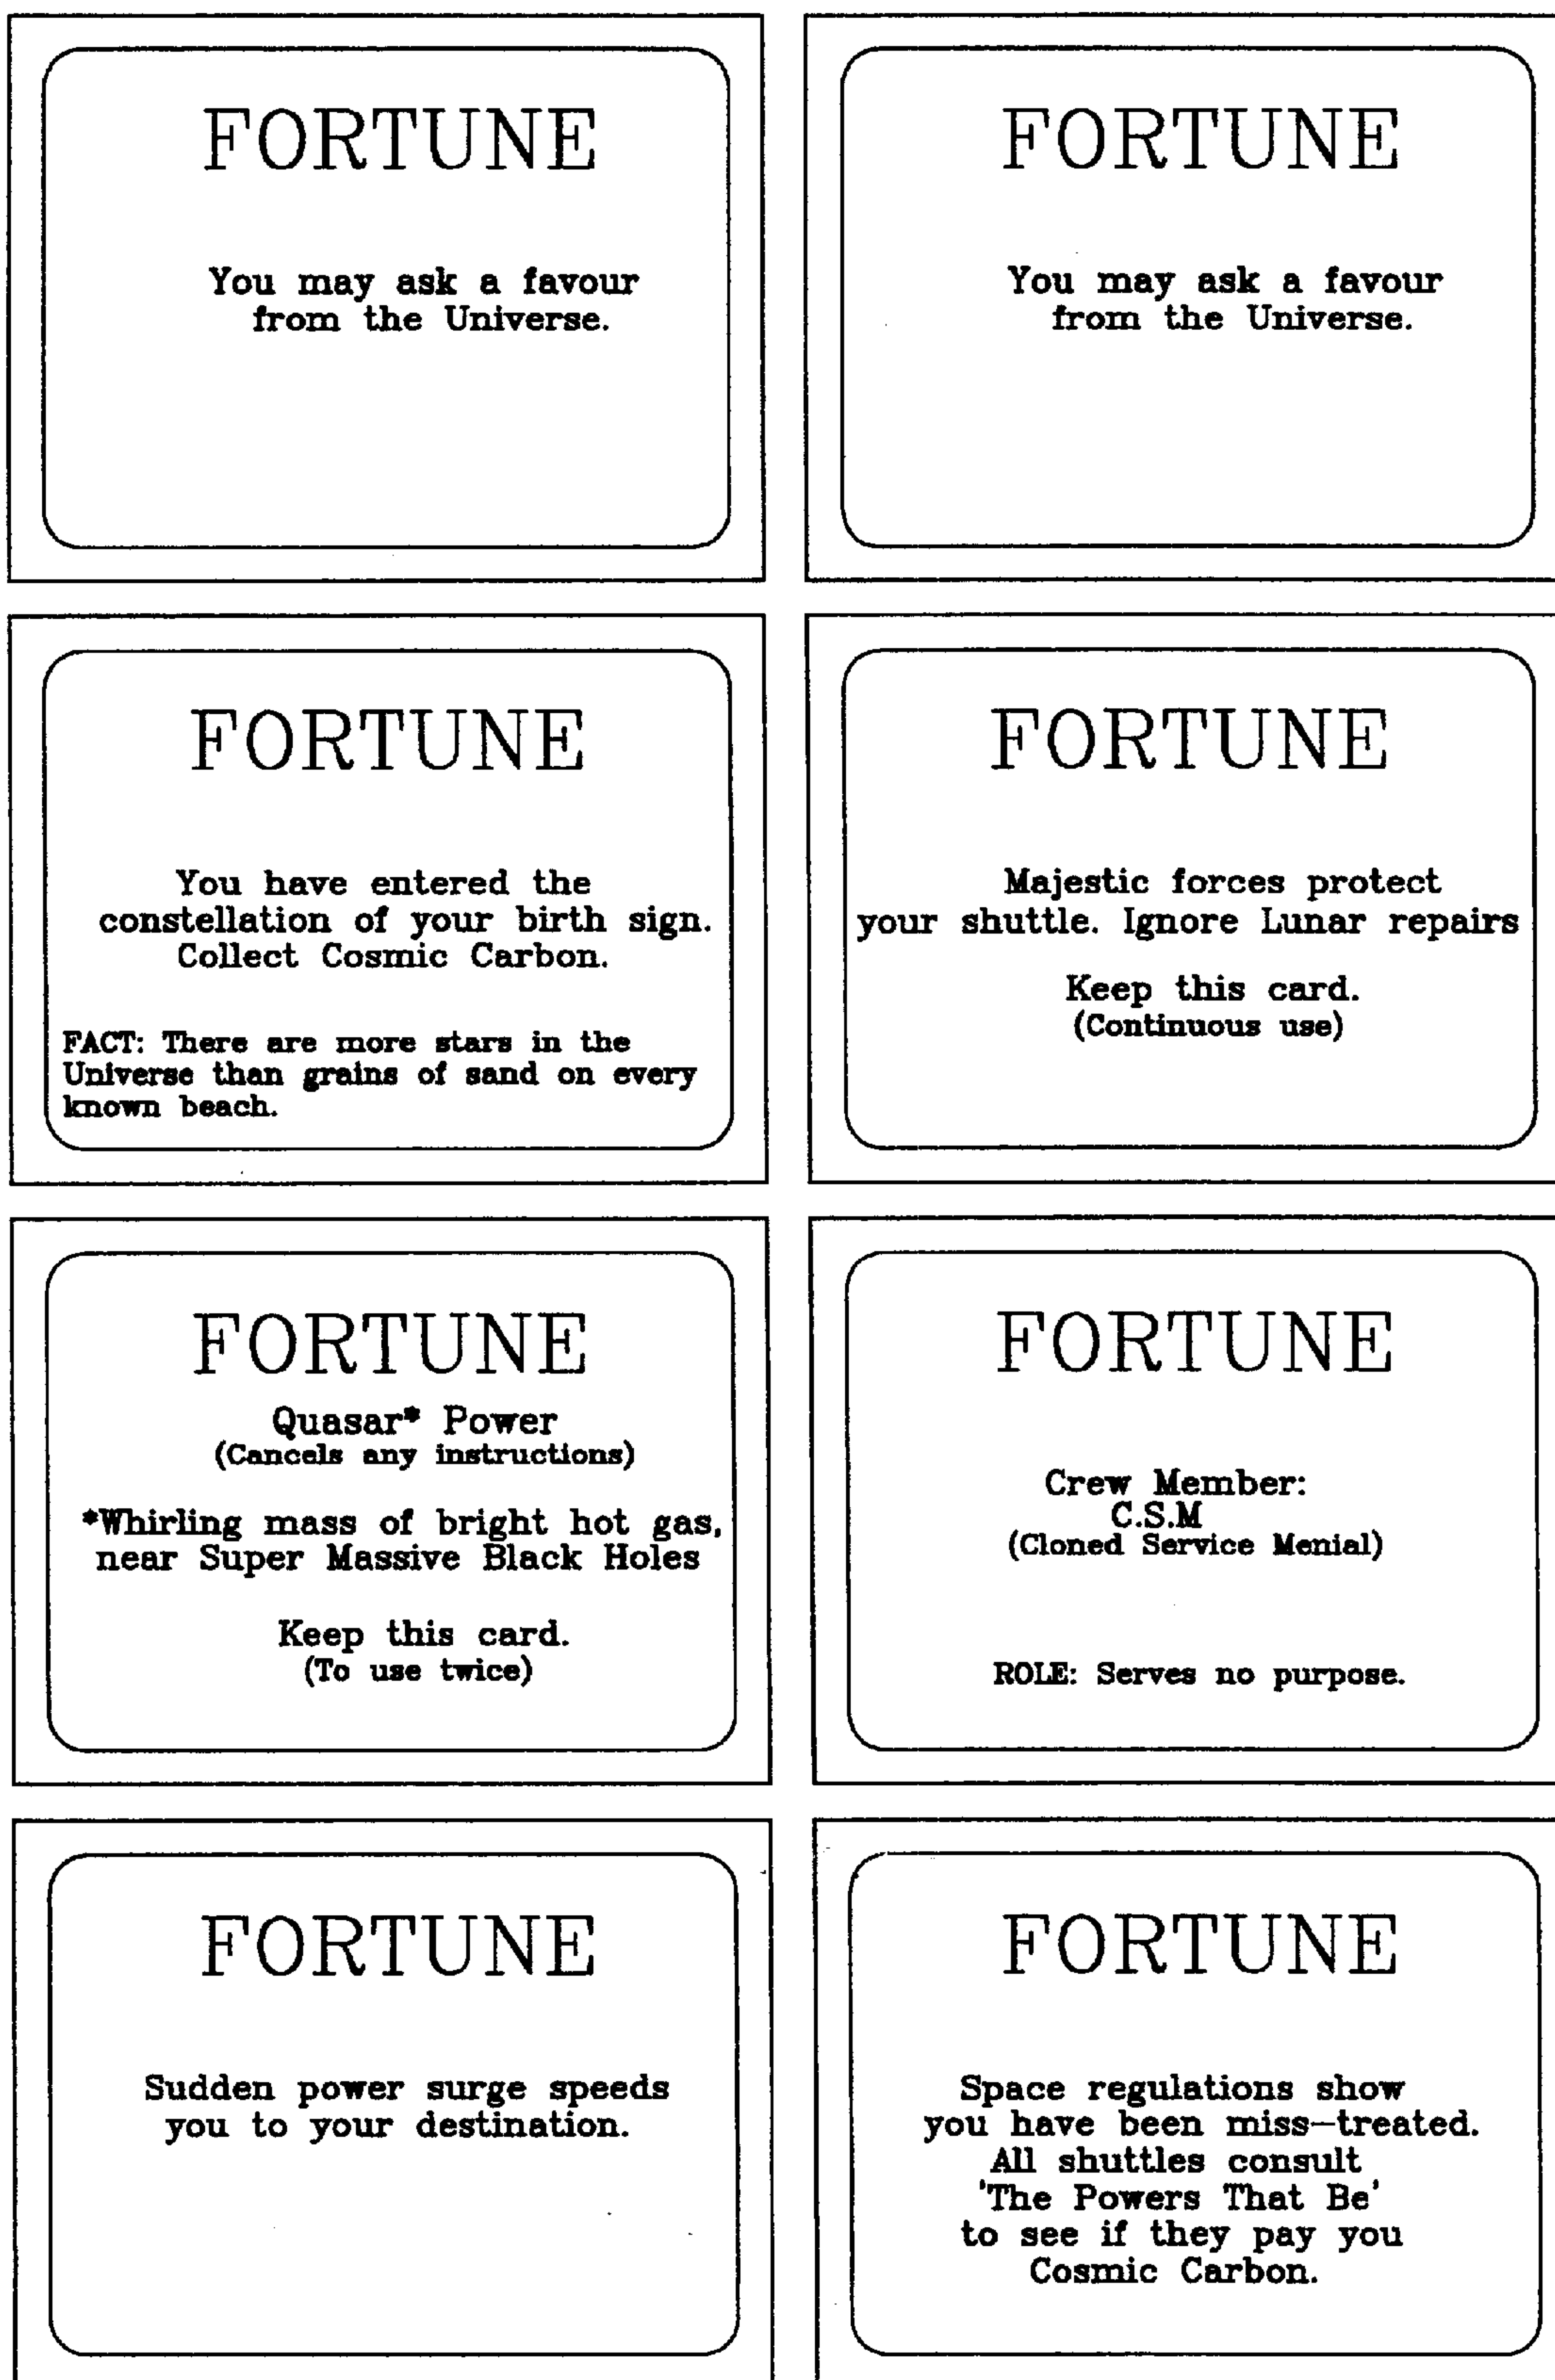 FORTUNE
You may ask a favour
from the Universe.
FORTUNE
You may ask a favour
from the Universe.
FORTUNE
You have entered the
constellation of your birth sign.
Collect Cosmic Carbon.
FACT: There are more stars in the
Universe than grains of sand on every
known beach.
FORTUNE
Majestic forces protect
your shuttle. Ignore Lunar repairs
Keep this card.
(Continuous use)
FORTUNE
Quasar* Power
(Cancels any instructions)
*Whirling mass of bright hot gas,
near Super Massive Black Holes
Keep this card.
(To use twice)
FORTUNE
Crew Member:
C.S.M
(Cloned Service Menial)
ROLE: Serves no purpose.
FORTUNE
Sudden power surge speeds
you to your destination.
FORTUNE
Space regulations show
you have been miss-treated.
All shuttles consult
'The Powers That Be'
to see if they pay you
Cosmic Carbon.